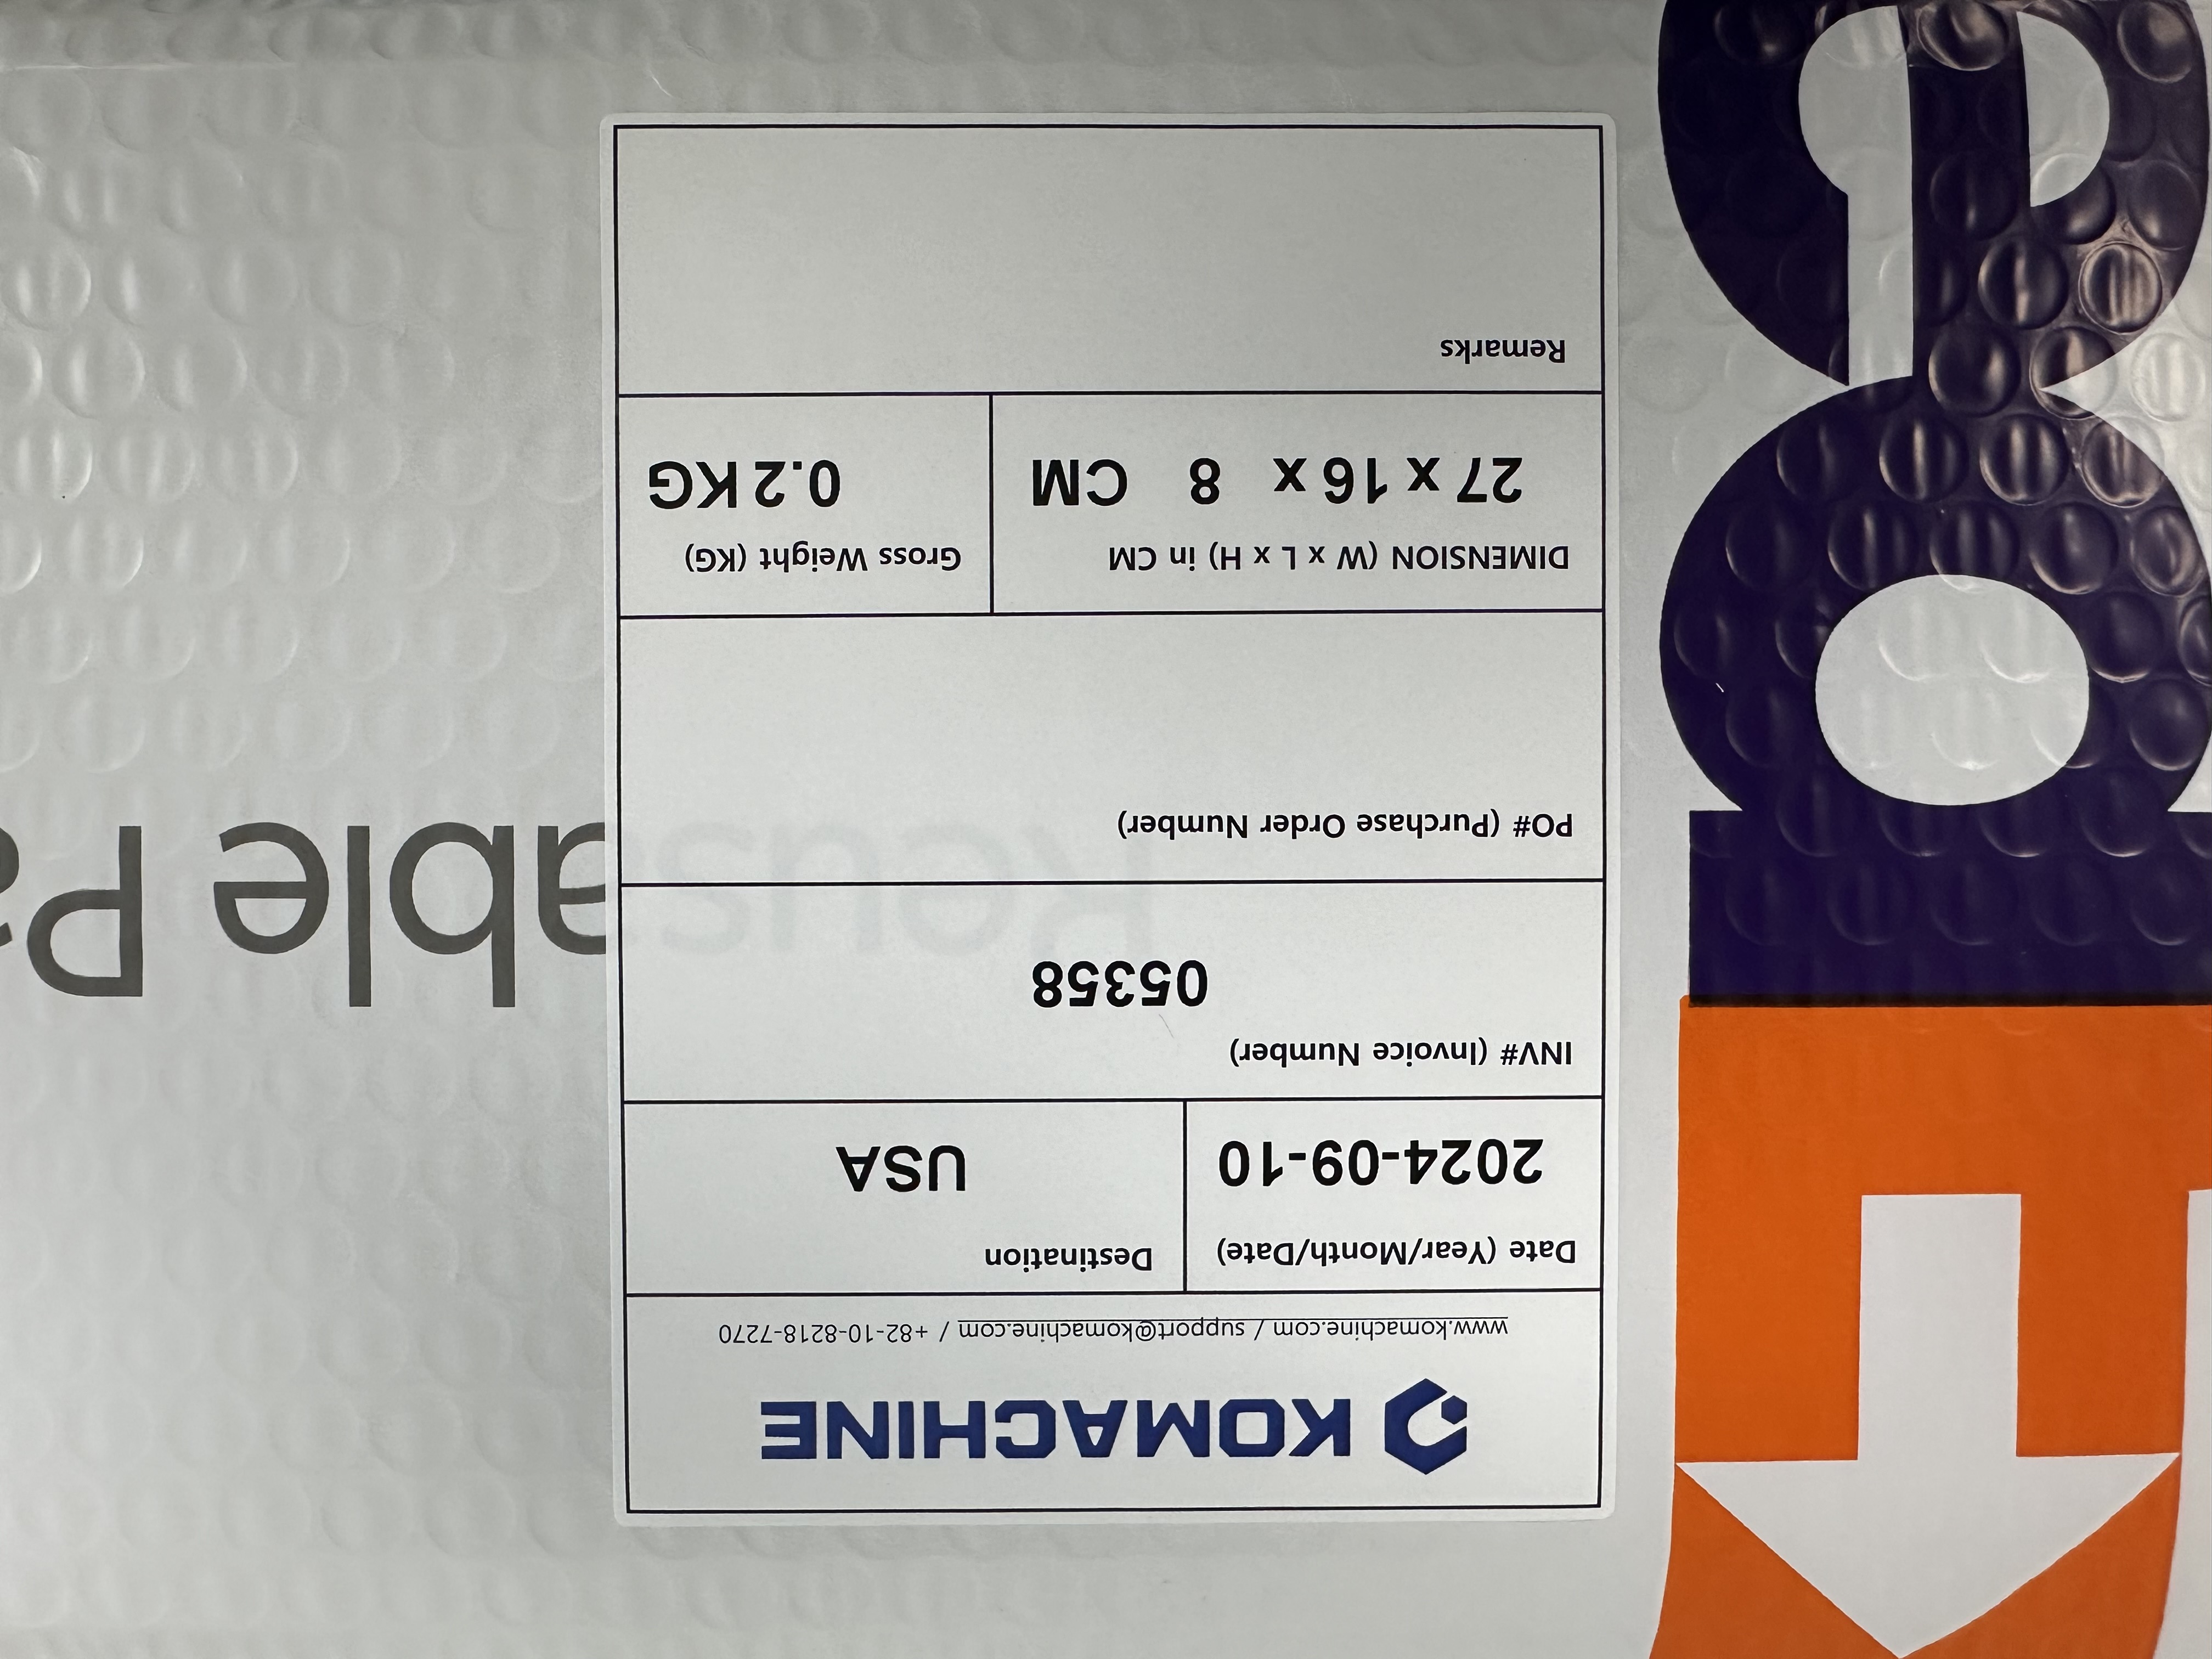 KOMACHINE
www.komachine.com / support@komachine.com / +82-10-8218-7270
Date (Year/Month/Date)
Destination
2024-09-10
USA
INV# (Invoice Number)
05358
PO# (Purchase Order Number)
DIMENSION (W x L x H) in CM
Gross Weight (KG)
27 x 16 x 8 CM
0.2 KG
Remarks
Reusable Pa